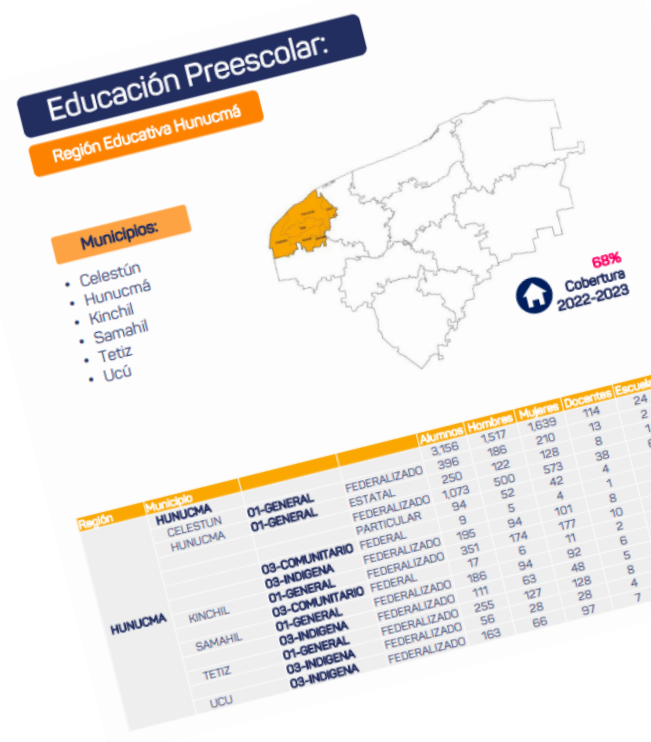 Educación Preescolar:
Región Educativa Hunucmá
Municipios:
• Celestún
• Hunucmá
• Kinchil
• Samahil
• Tetiz
• Ucú
68%
Cobertura
2022-2023
Región Municipio Alumnos Hombres Mujeres Docentes
HUNUCMA 3,156 1,517 1,639 114 24
CELESTUN 01-GENERAL FEDERALIZADO 396 186 210 13 2
HUNUCMA 01-GENERAL ESTATAL 250 122 128 8
FEDERALIZADO 1,073 500 573 38
PARTICULAR 94 52 42 4
03-COMUNITARIO FEDERAL 9 5 4 1
03-INDIGENA FEDERALIZADO 195 94 101 8
HUNUCMA KINCHIL 01-GENERAL FEDERALIZADO 351 174 177 10
03-COMUNITARIO FEDERAL 17 6 11 2
SAMAHIL 01-GENERAL FEDERALIZADO 186 94 92 6
03-INDIGENA FEDERALIZADO 111 63 48 5
TETIZ 01-GENERAL FEDERALIZADO 255 127 128 8
03-INDIGENA FEDERALIZADO 56 28 28 4
UCU 03-INDIGENA FEDERALIZADO 163 66 97 7